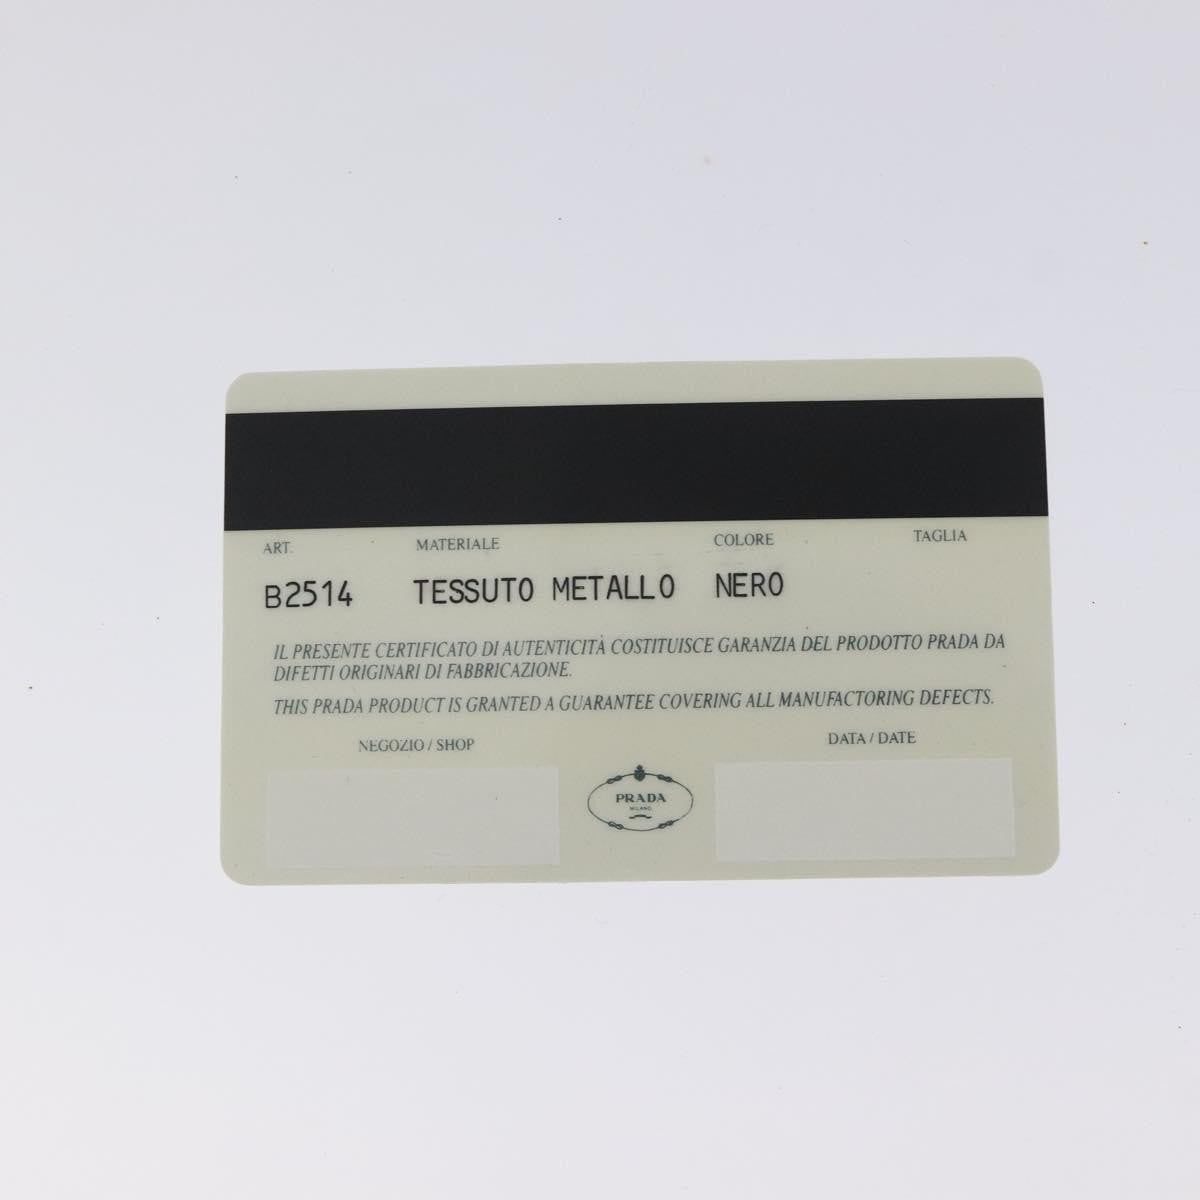 ART. MATERIALE COLORE TAGLIA
B2514 TESSUTO METALLO NERO
IL PRESENTE CERTIFICATO DI AUTENTICITÀ COSTITUISCE GARANZIA DEL PRODOTTO PRADA DA
DIFETTI ORIGINARI DI FABBRICAZIONE.
THIS PRADA PRODUCT IS GRANTED A GUARANTEE COVERING ALL MANUFACTORING DEFECTS.
NEGOZIO / SHOP DATA / DATE
PRADA
MILANO